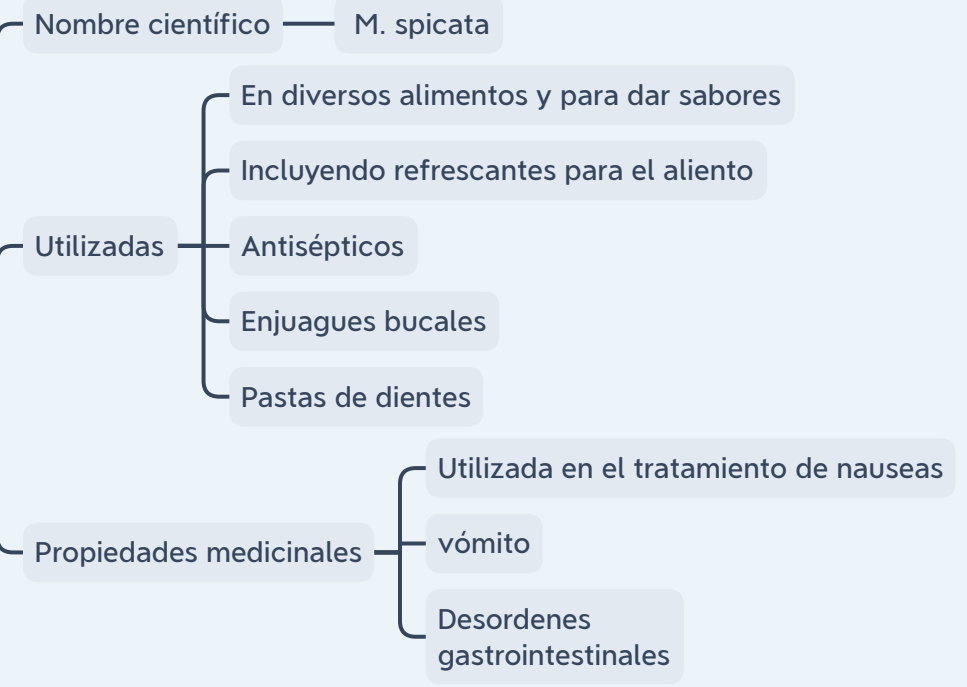 Nombre científico
M. spicata
En diversos alimentos y para dar sabores
Incluyendo refrescantes para el aliento
Utilizadas
Antisépticos
Enjuagues bucales
Pastas de dientes
Utilizada en el tratamiento de nauseas
Propiedades medicinales
vómito
Desordenes
gastrointestinales